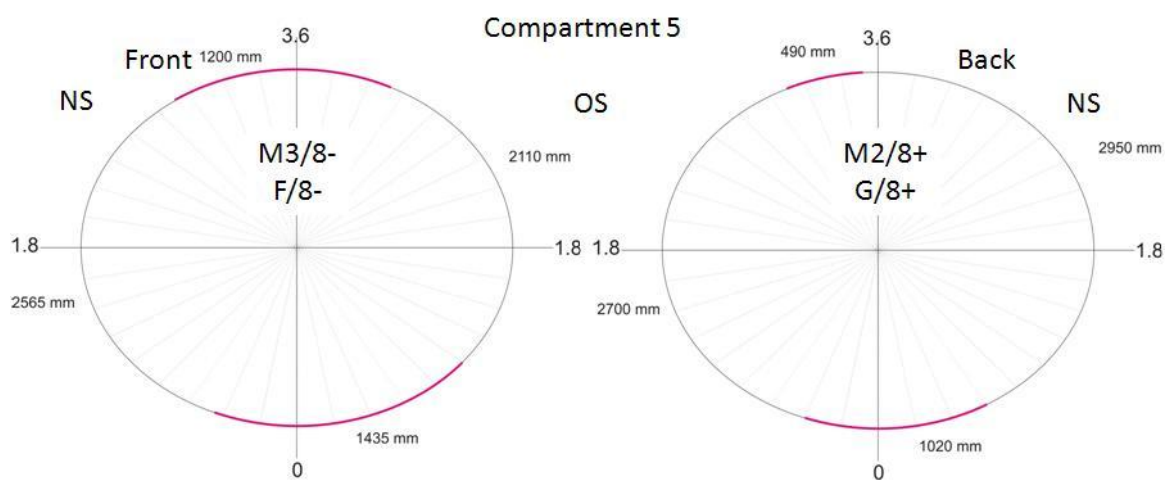 Compartment 5
3.6
Front
1200 mm
NS
OS
M3/8-
F/8-
2110 mm
1.8
1.8
2565 mm
1435 mm
0
3.6
490 mm
Back
NS
M2/8+
G/8+
2950 mm
1.8
1.8
2700 mm
1020 mm
0